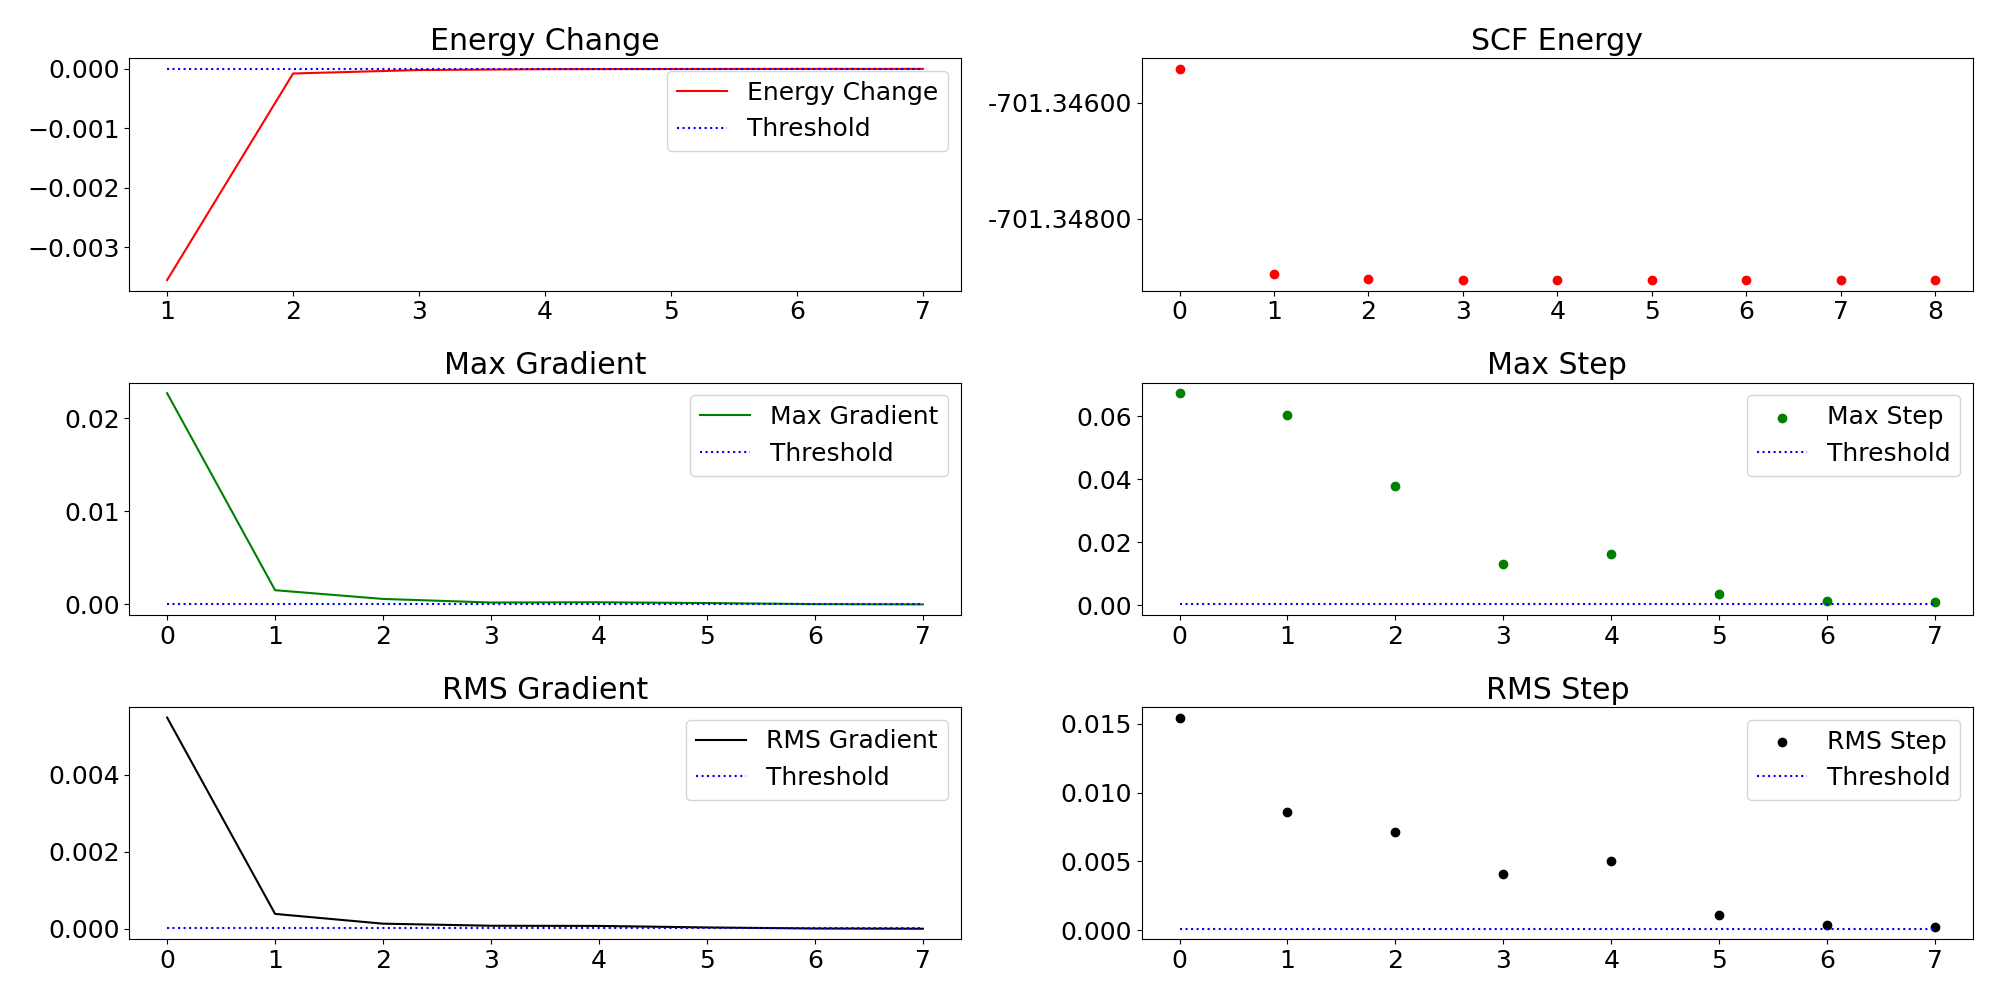 Energy Change
0.000
−0.001
−0.002
−0.003
Energy Change
Threshold
1 2 3 4 5 6 7
SCF Energy
-701.34600
-701.34800
0 1 2 3 4 5 6 7 8
Max Gradient
0.02
0.01
0.00
Max Gradient
Threshold
0 1 2 3 4 5 6 7
Max Step
0.06
0.04
0.02
0.00
Max Step
Threshold
0 1 2 3 4 5 6 7
RMS Gradient
0.004
0.002
0.000
RMS Gradient
Threshold
0 1 2 3 4 5 6 7
RMS Step
0.015
0.010
0.005
0.000
RMS Step
Threshold
0 1 2 3 4 5 6 7